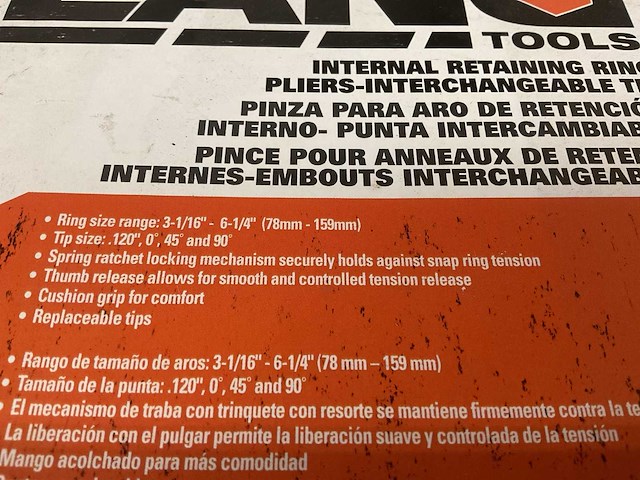 TOOLS
INTERNAL RETAINING RING
PLIERS-INTERCHANGEABLE
PINZA PARA ARO DE
INTERNO- PUNTA
PINCE POUR ANNEAUX DE
INTERNES-EMBOUTS
• Ring size range: 3-1/16" - 6-1/4" (78mm - 159mm)
• Tip size: .120", 0°, 45° and 90°
• Spring ratchet locking mechanism securely holds against snap ring tension
• Thumb release allows for smooth and controlled tension release
• Cushion grip for comfort
• Replaceable tips
• Rango de tamaño de aros: 3-1/16" - 6-1/4" (78 mm – 159 mm)
• Tamaño de la punta: .120", 0°, 45° and 90°
• El mecanismo de traba con trinquete con resorte se mantiene firmemente contra la
La liberación con el pulgar permite la liberación suave y controlada de la tensión
Mango acolchado para más comodidad